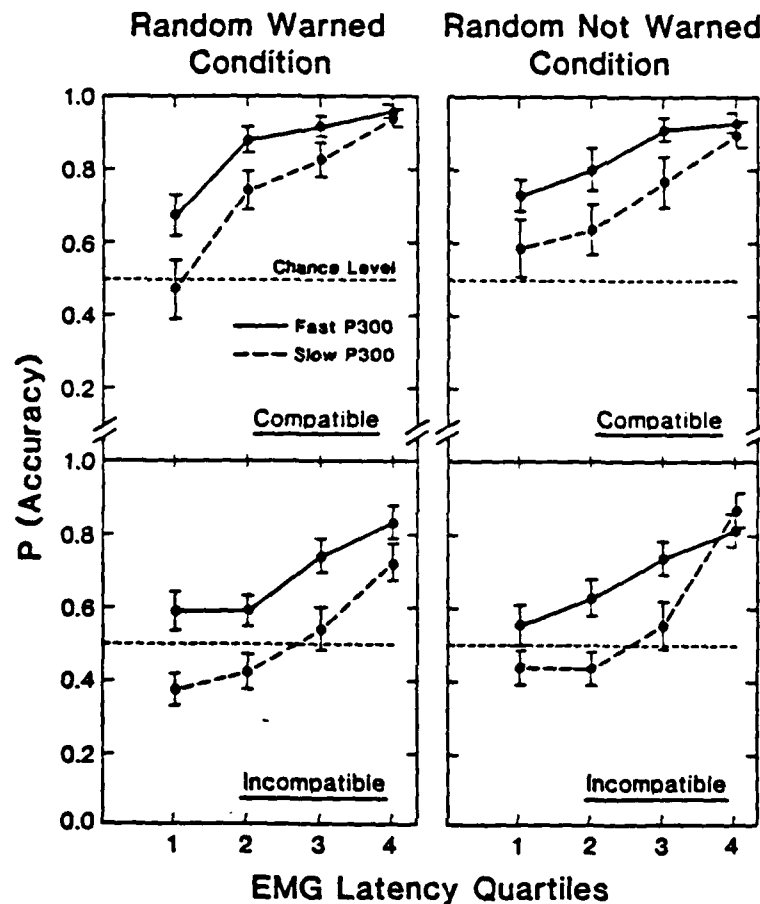 Random Warned
Condition
Random Not Warned
Condition
1.0
0.8
0.6
Chance Level
0.4
Fast P300
Slow P300
0.2
Compatible
Compatible
P (Accuracy)
1.0
0.8
0.6
0.4
0.2
Incompatible
Incompatible
0.0
1 2 3 4
1 2 3 4
EMG Latency Quartiles